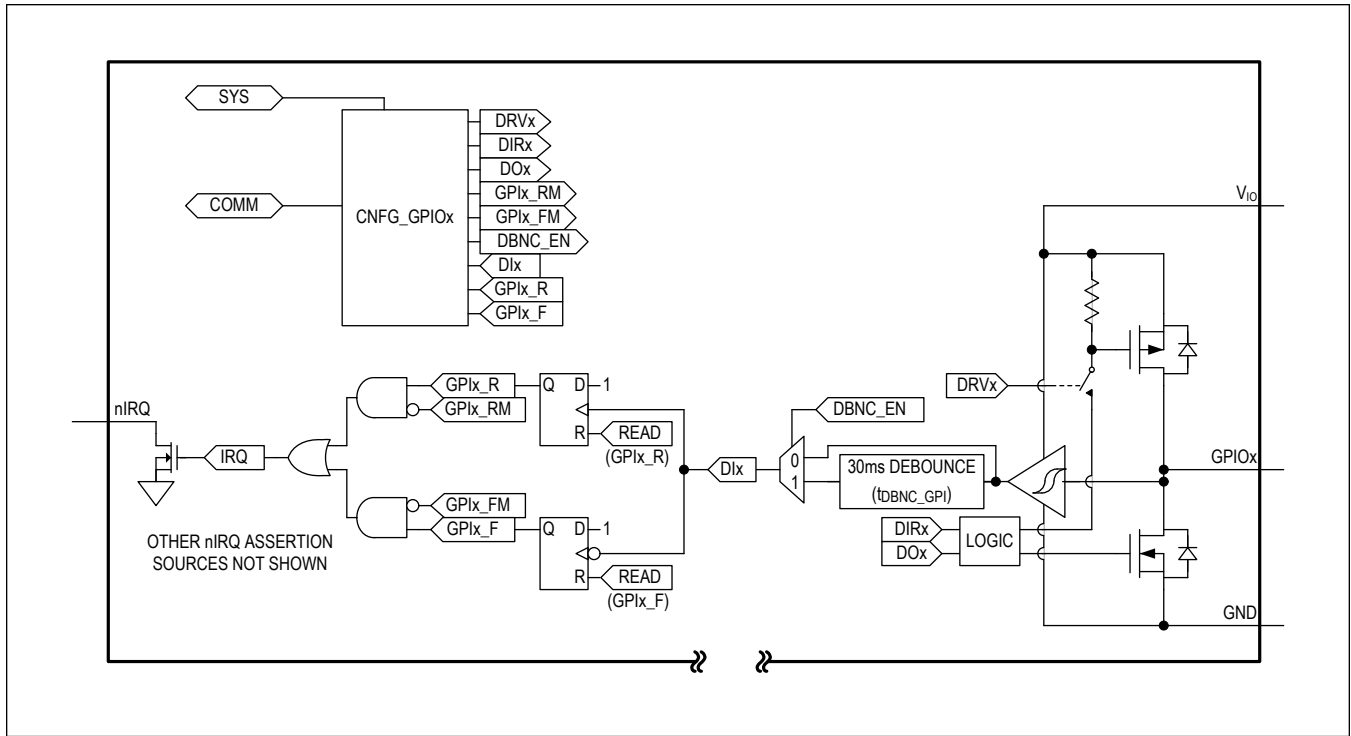 SYS
COMM
CNFG_GPIOx
DRVx
DIRx
DOx
GPIx_RM
GPIx_FM
DBNC_EN
DIx
GPIx_R
GPIx_F
VIO
DRVx
nIRQ
IRQ
GPIx_R
GPIx_RM
Q D 1
R
READ
(GPIx_R)
DBNC_EN
DIx
0
1
30ms DEBOUNCE
(tDBNC_GPI)
GPIOx
GPIx_FM
GPIx_F
Q D 1
R
READ
(GPIx_F)
DIRx
DOx
LOGIC
OTHER nIRQ ASSERTION
SOURCES NOT SHOWN
GND